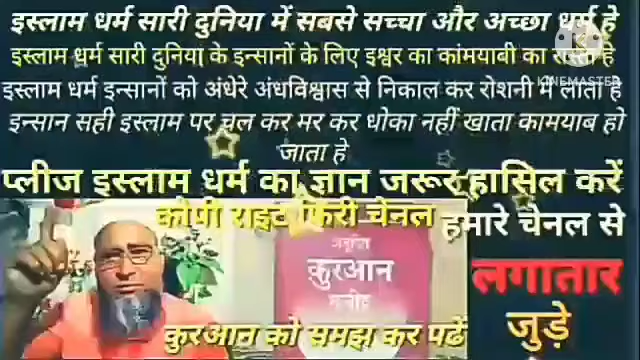 इस्लाम धर्म सारी दुनिया में सबसे सच्चा और अच्छा धर्म हे
इस्लाम धर्म सारी दुनिया के इन्सानों के लिए इश्वर का कांमयाबी का रास्ता हे
इस्लाम धर्म इन्सानों को अंधेरे अंधविश्वास से निकाल कर रोशनी में लाता हे
इन्सान सही इस्लाम पर चल कर मर कर धोका नहीं खाता कामयाब हो
जाता हे
प्लीज इस्लाम धर्म का ज्ञान जरूर हासिल करें
कोपी राइट फिरी चेनल
हमारे चेनल से
लगातार
जुड़े
क़ुरआन
मजीद
कुरआन को समझ कर पढें
KINEMASTER